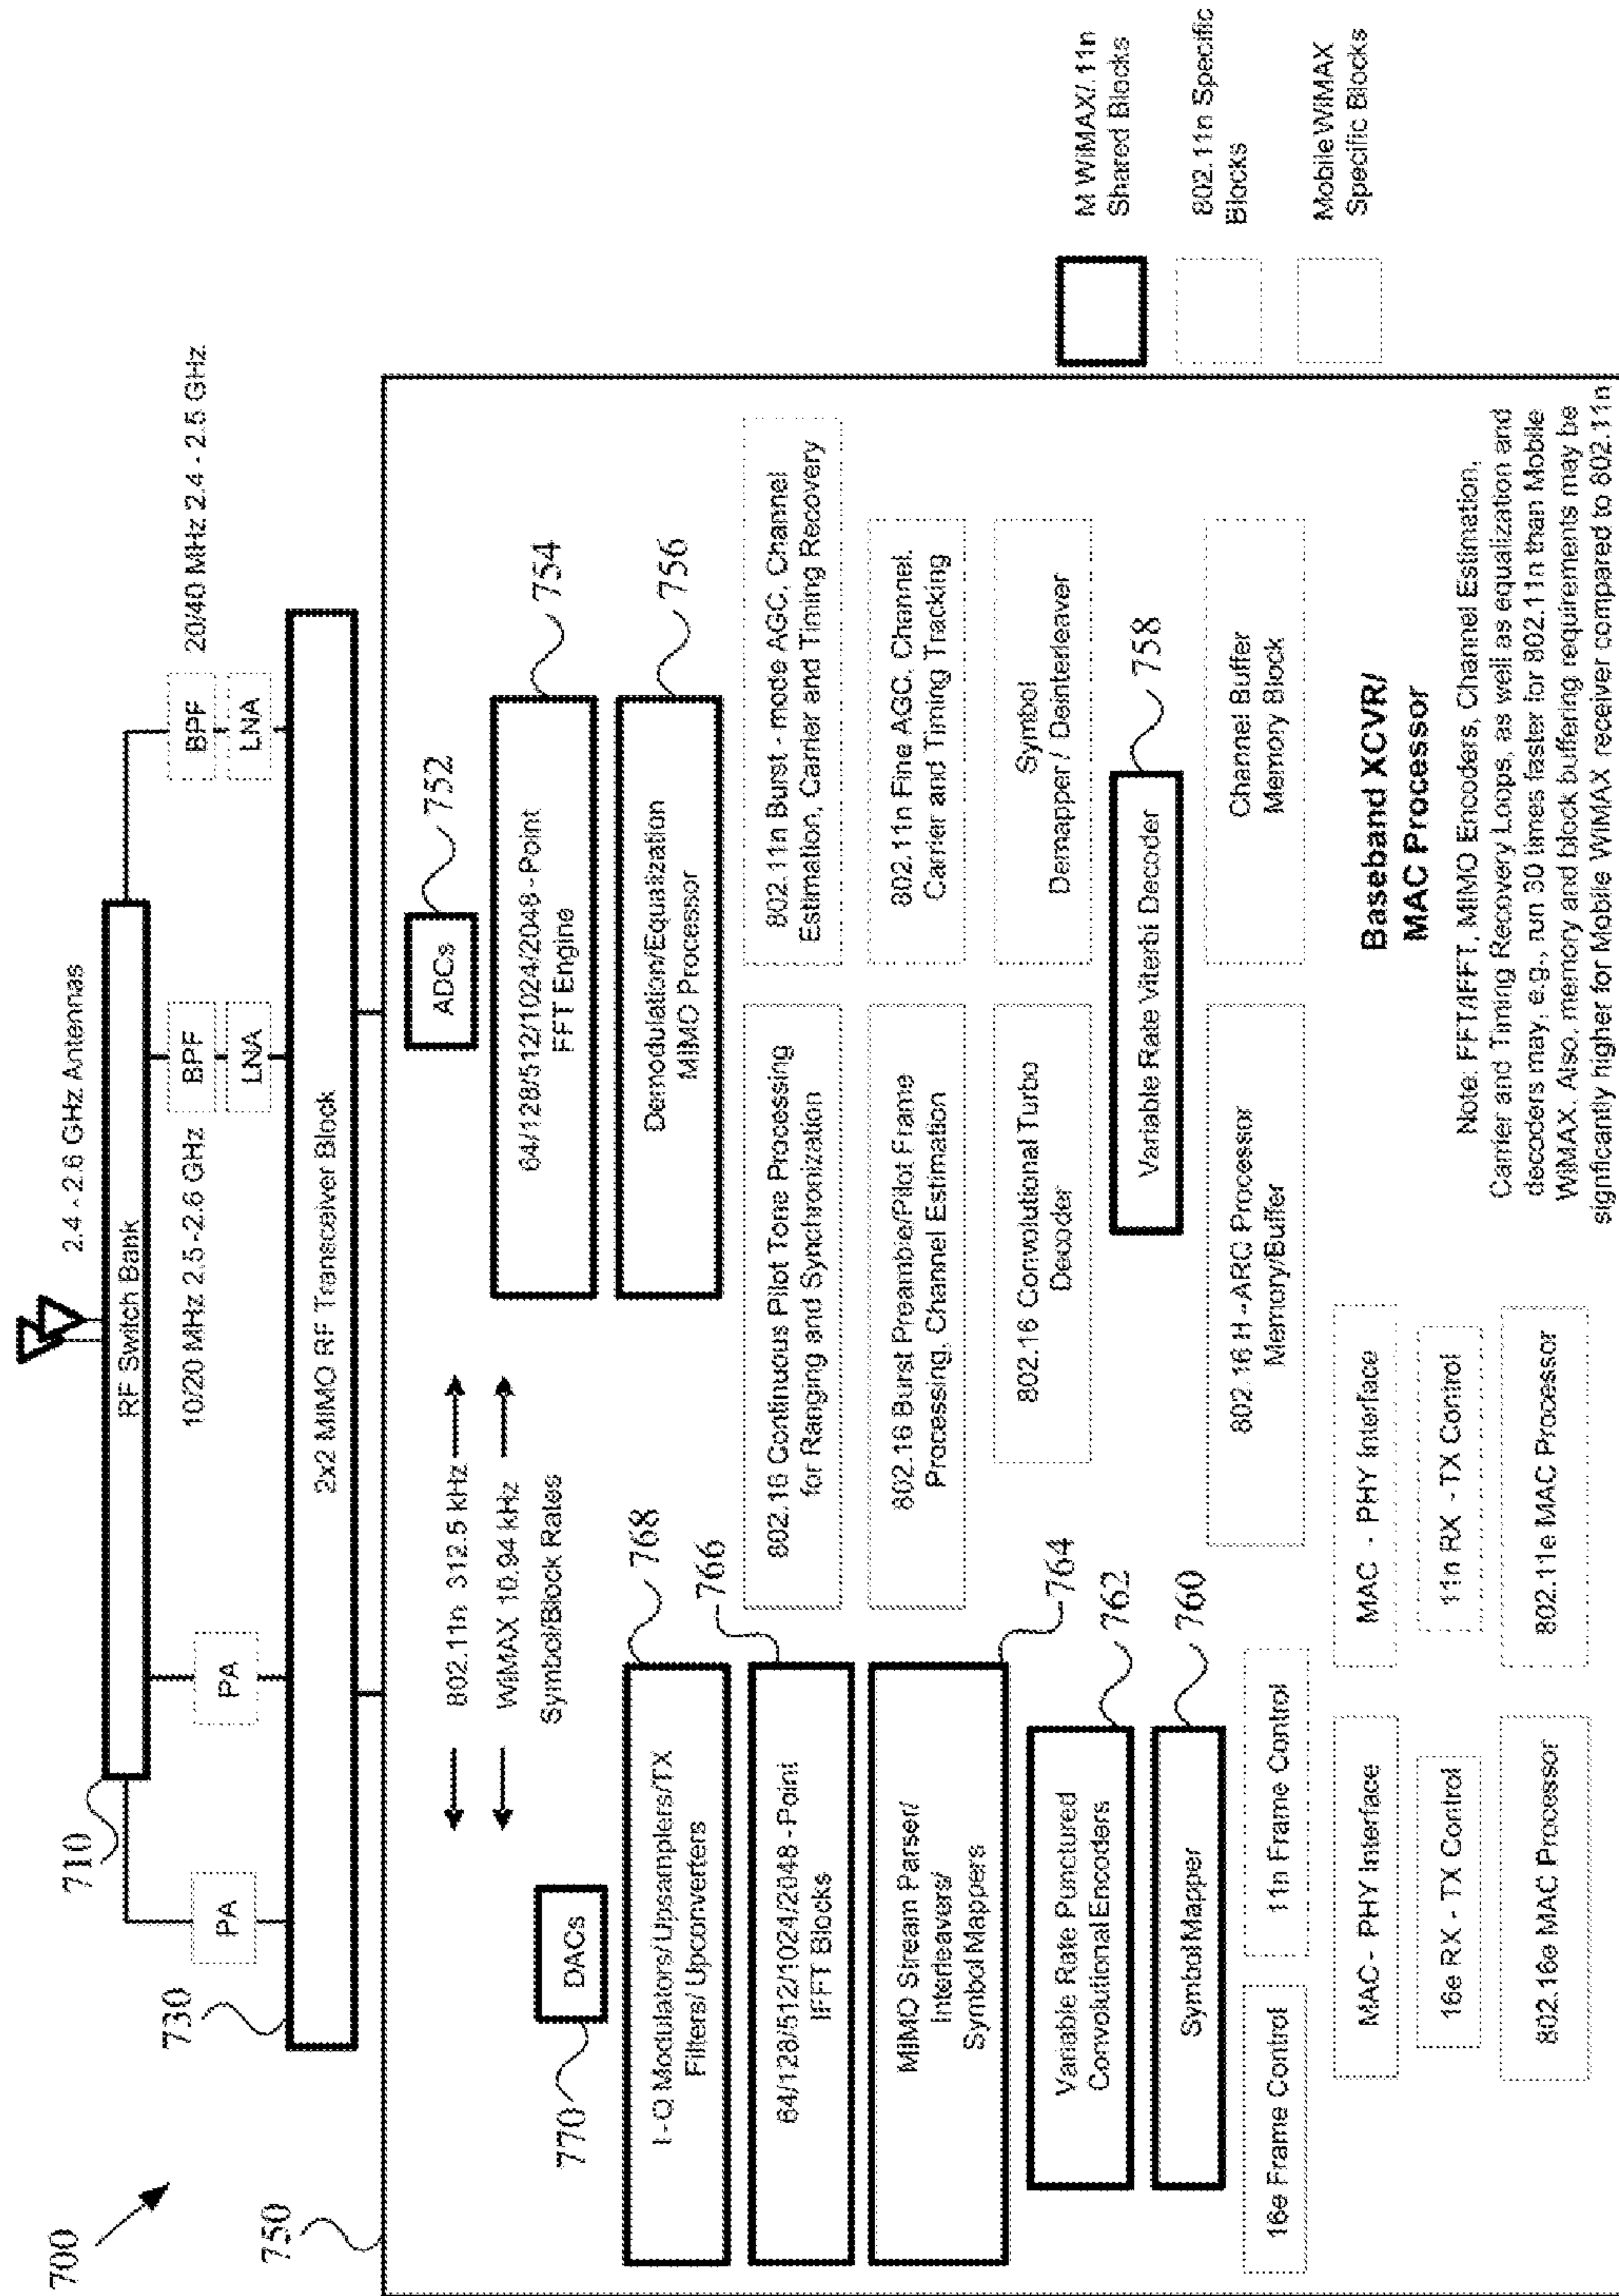 700
2.4 - 2.6 GHz Antennas
710
RF Switch Bank
PA
PA
10/20 MHz 2.5 -2.6 GHz
BPF
LNA
BPF
LNA
20/40 MHz 2.4 - 2.5 GHz
730
2x2 MIMO RF Transceiver Block
750
770
DACs
802.11n 312.5 kHz
WiMAX 10.94 kHz
Symbol/Block Rates
ADCs
752
I-Q Modulators/ Upsamplers/TX
Filters/ Upconverters
768
64/128/512/1024/2048 - Point
IFFT Blocks
766
MIMO Stream Parser/
Interleavers/
Symbol Mappers
764
Variable Rate Punctured
Convolutional Encoders
762
Symbol Mapper
760
16e Frame Control
11n Frame Control
MAC - PHY Interface
MAC - PHY Interface
16e RX - TX Control
11n RX - TX Control
802.16e MAC Processor
802.11e MAC Processor
64/128/512/1024/2048 - Point
FFT Engine
754
Demodulation/Equalization
MIMO Processor
756
802.16 Continuous Pilot Tone Processing
for Ranging and Synchronization
802.11n Burst - mode AGC, Channel
Estimation, Carrier and Timing Recovery
802.16 Burst Preamble/Pilot Frame
Processing, Channel Estimation
802.11n Fine AGC, Channel.
Carrier and Timing Tracking
802.16 Convolutional Turbo
Decoder
Symbol
Demapper / Deinterleaver
Variable Rate Viterbi Decoder
758
802.16 H -ARQ Processor
Memory/Buffer
Channel Buffer
Memory Block
Baseband XCVR/
MAC Processor
Note: FFT/IFFT, MIMO Encoders, Channel Estimation,
Carrier and Timing Recovery Loops, as well as equalization and
decoders may, e.g., run 30 times faster for 802.11n than Mobile
WiMAX. Also, memory and block buffering requirements may be
signficantly higher for Mobile WiMAX receiver compared to 802.11n
M WiMAX/.11n
Shared Blocks
802.11n Specific
Blocks
Mobile WiMAX
Specific Blocks